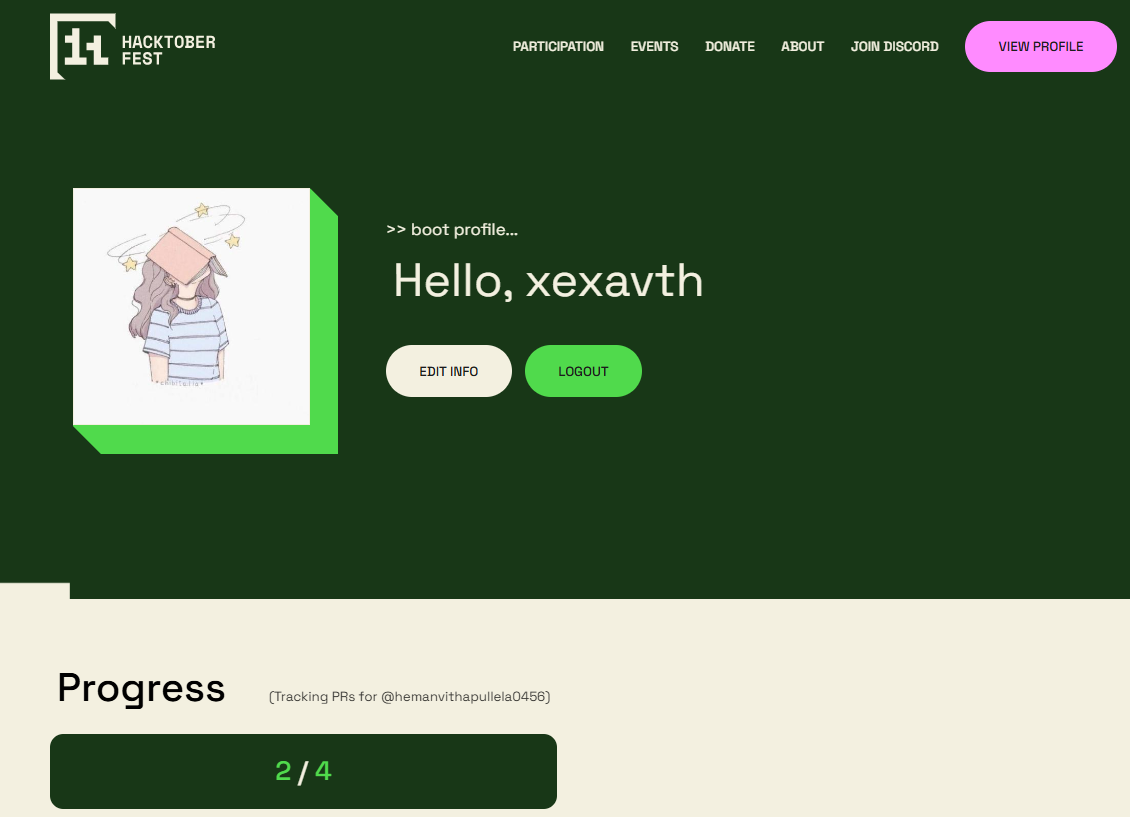 HACKTOBER
FEST
PARTICIPATION EVENTS DONATE ABOUT JOIN DISCORD VIEW PROFILE
>> boot profile...
Hello, xexavth
EDIT INFO LOGOUT
Progress (Tracking PRs for @hemanvithapullela0456)
2 / 4